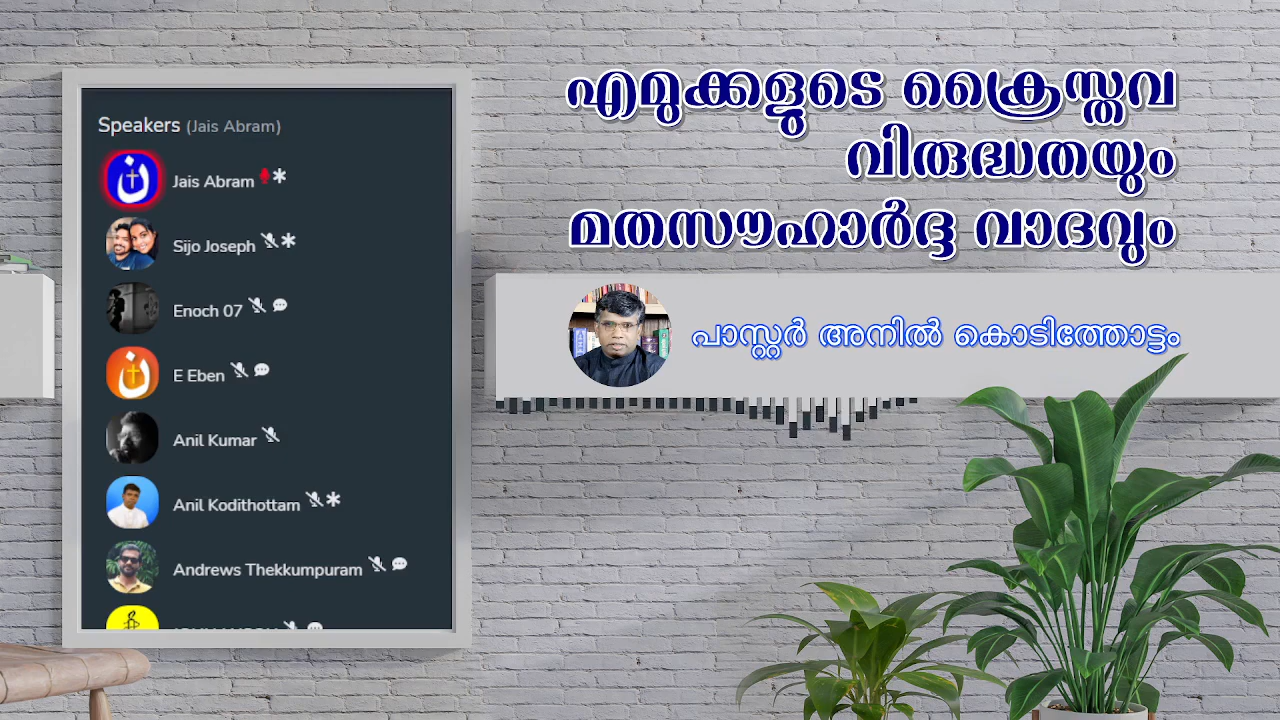 Speakers (Jais Abram)
Jais Abram
Sijo Joseph
Enoch 07
E Eben
Anil Kumar
Anil Kodithottam
Andrews Thekkumpuram
എമുക്കളുടെ ക്രൈസ്തവ
വിരുദ്ധതയും
മതസൗഹാർദ്ദ വാദവും
പാസ്റ്റർ അനിൽ കൊടിത്തോട്ടം